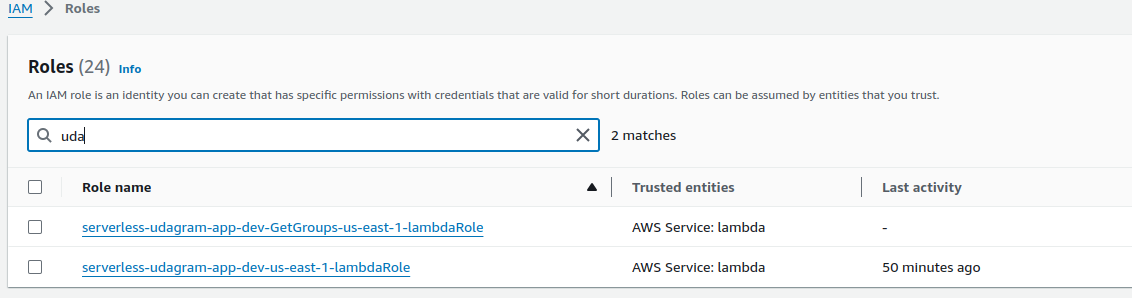 IAM > Roles
Roles (24) Info
An IAM role is an identity you can create that has specific permissions with credentials that are valid for short durations. Roles can be assumed by entities that you trust.
uda 2 matches
Role name Trusted entities Last activity
serverless-udagram-app-dev-GetGroups-us-east-1-lambdaRole AWS Service: lambda -
serverless-udagram-app-dev-us-east-1-lambdaRole AWS Service: lambda 50 minutes ago